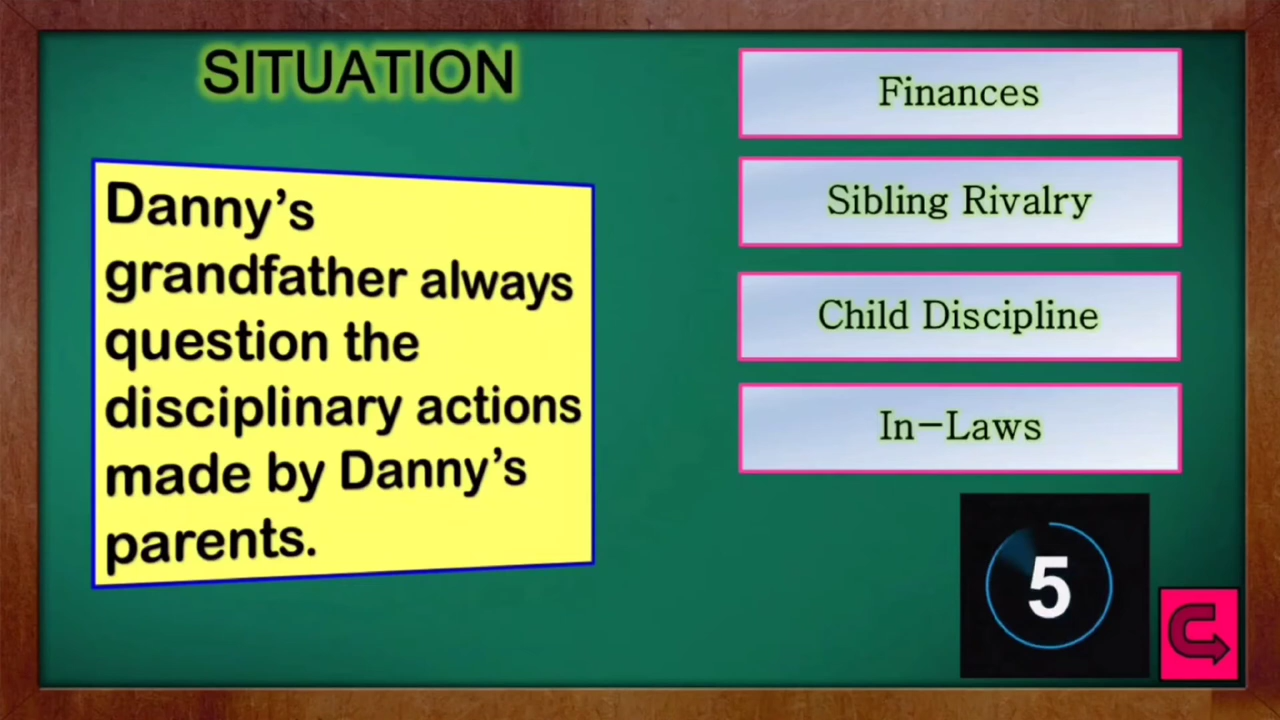 SITUATION
Danny’s
grandfather always
question the
disciplinary actions
made by Danny’s
parents.
Finances
Sibling Rivalry
Child Discipline
In-Laws
5